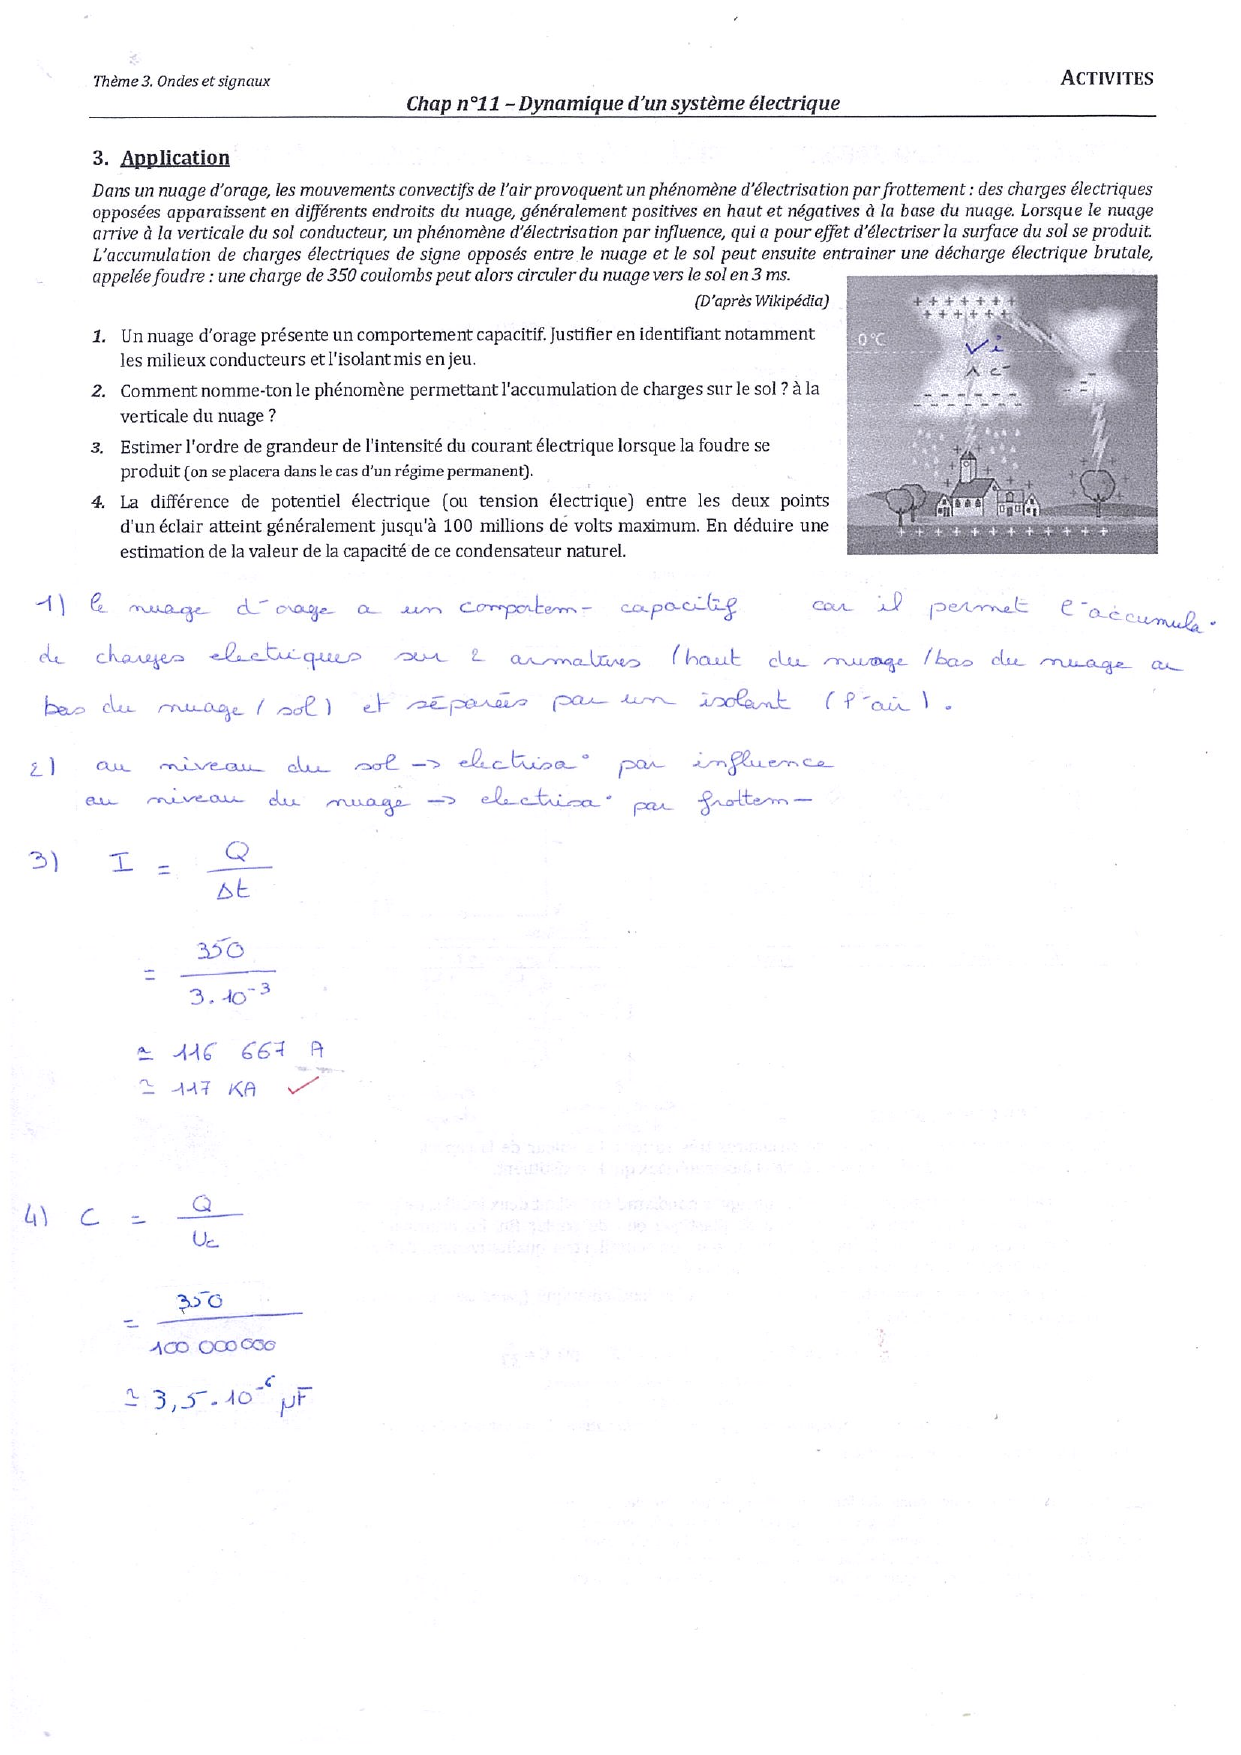 Thème 3. Ondes et signaux
ACTIVITES
Chap n°11 – Dynamique d'un système électrique
3. Application
Dans un nuage d'orage, les mouvements convectifs de l'air provoquent un phénomène d'électrisation par frottement : des charges électriques
opposées apparaissent en différents endroits du nuage, généralement positives en haut et négatives à la base du nuage. Lorsque le nuage
arrive à la verticale du sol conducteur, un phénomène d'électrisation par influence, qui a pour effet d'électriser la surface du sol se produit.
L'accumulation de charges électriques de signe opposés entre le nuage et le sol peut ensuite entrainer une décharge électrique brutale,
appelée foudre : une charge de 350 coulombs peut alors circuler du nuage vers le sol en 3 ms.
(D'après Wikipédia)
1. Un nuage d'orage présente un comportement capacitif. Justifier en identifiant notamment
les milieux conducteurs et l'isolant mis en jeu.
2. Comment nomme-ton le phénomène permettant l'accumulation de charges sur le sol ? à la
verticale du nuage ?
3. Estimer l'ordre de grandeur de l'intensité du courant électrique lorsque la foudre se
produit (on se placera dans le cas d'un régime permanent).
4. La différence de potentiel électrique (ou tension électrique) entre les deux points
d'un éclair atteint généralement jusqu'à 100 millions de volts maximum. En déduire une
estimation de la valeur de la capacité de ce condensateur naturel.
0 °C
i
e-
1) le nuage d'orage a un comportem- capacitif car il permet l'accumula°
de charges electriques sur 2 armatures (haut du nuage / bas du nuage ou
bas du nuage / sol) et séparées par un isolant (l'air).
2) au niveau du sol -> electrisa° par influence
au niveau du nuage -> electrisa° par frottem-
3) I = Q / Δt
= 350 / 3.10⁻³
≃ 116 667 A
≃ 117 KA ✓
4) C = Q / Uc
= 350 / 100 000 000
≃ 3,5.10⁻⁶ µF